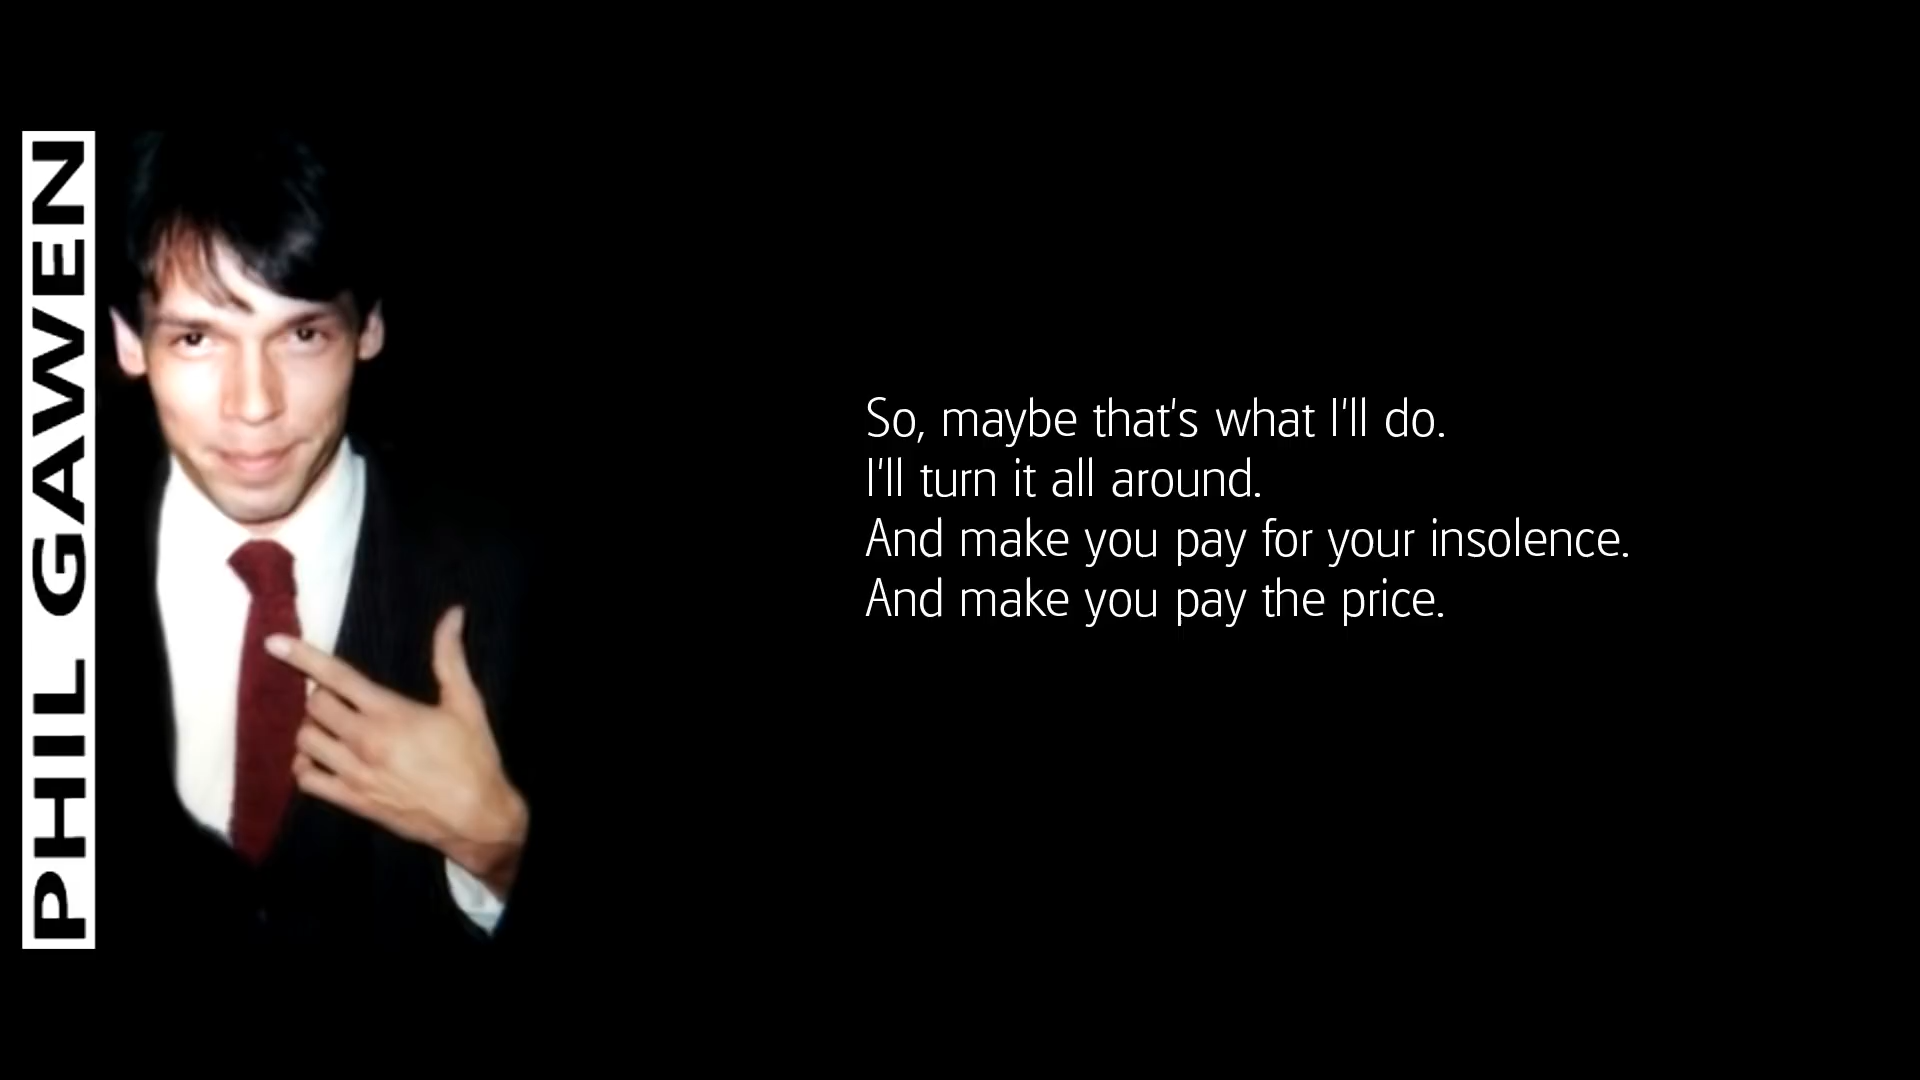 PHIL GAWEN
So, maybe that's what I'll do.
I'll turn it all around.
And make you pay for your insolence.
And make you pay the price.